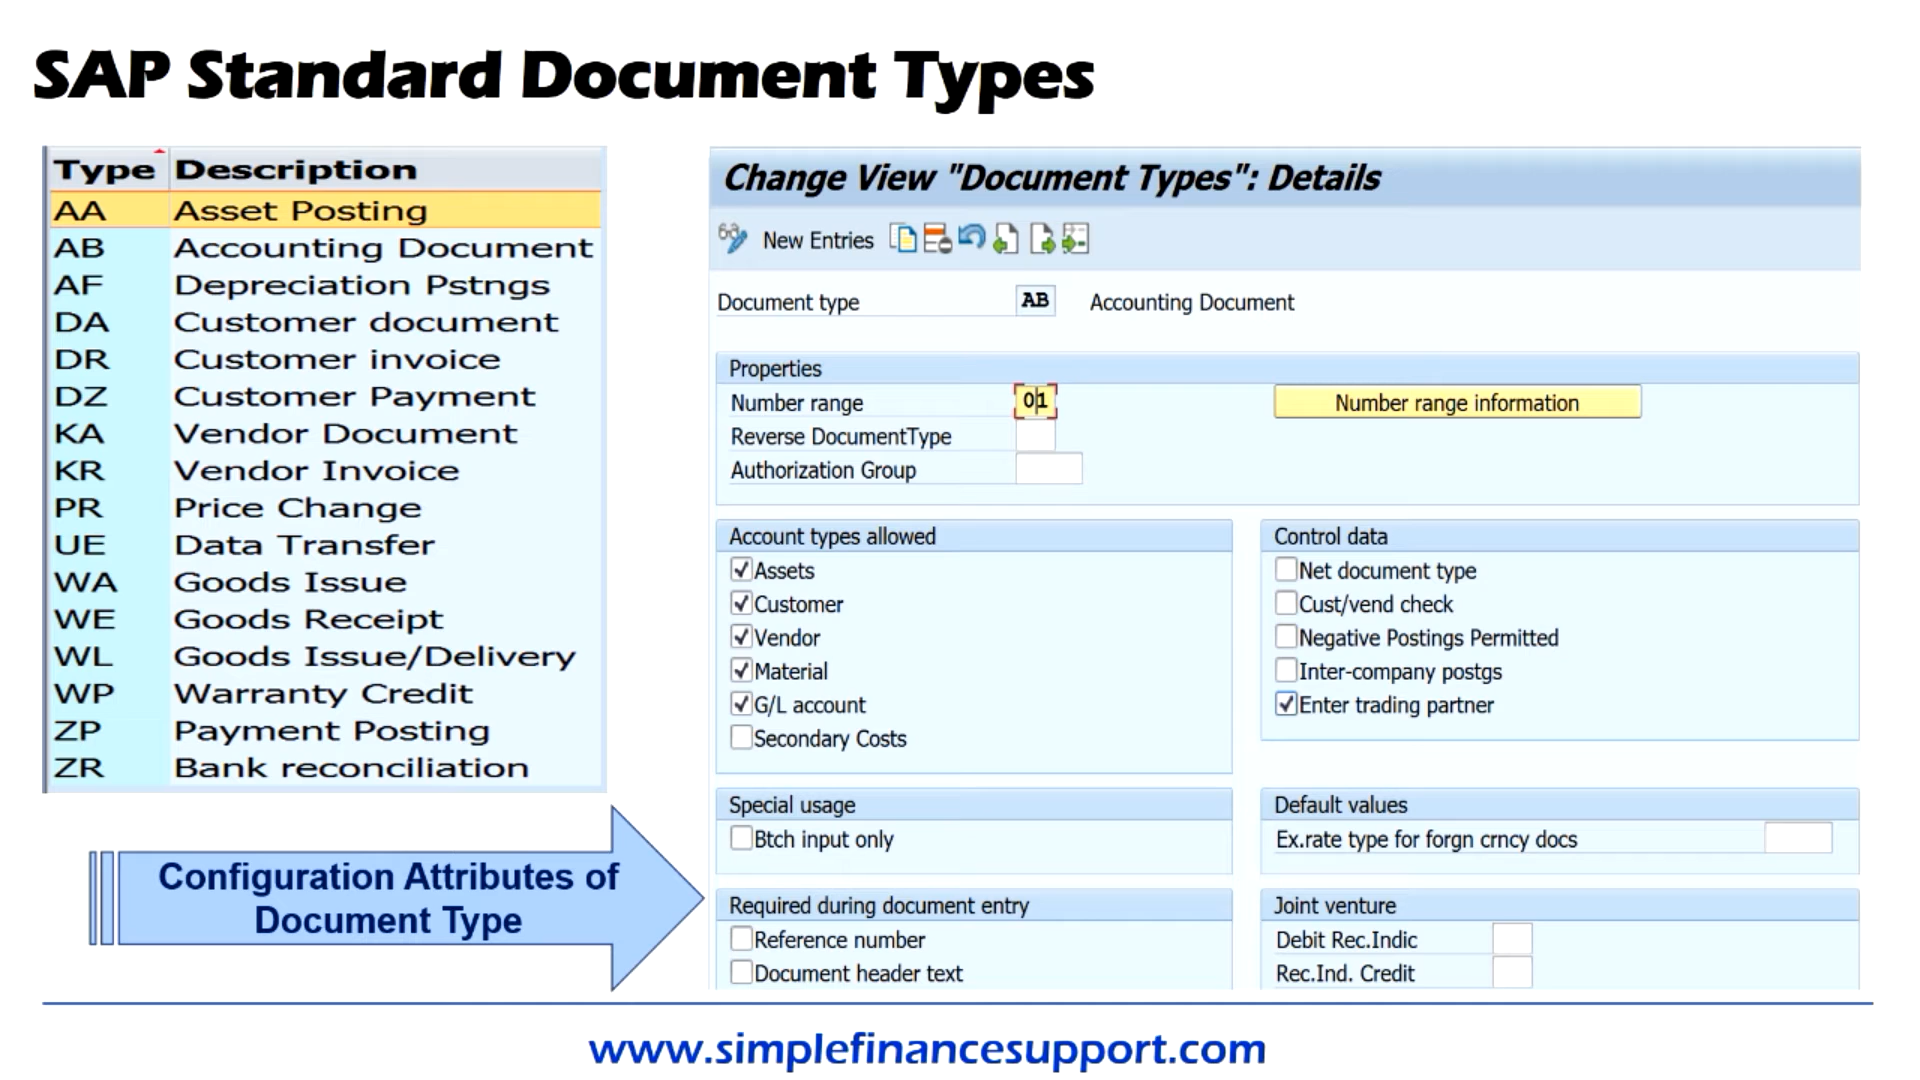 SAP Standard Document Types
Type Description
AA Asset Posting
AB Accounting Document
AF Depreciation Pstngs
DA Customer document
DR Customer invoice
DZ Customer Payment
KA Vendor Document
KR Vendor Invoice
PR Price Change
UE Data Transfer
WA Goods Issue
WE Goods Receipt
WL Goods Issue/Delivery
WP Warranty Credit
ZP Payment Posting
ZR Bank reconciliation
Configuration Attributes of
Document Type
Change View "Document Types": Details
New Entries
Document type AB Accounting Document
Properties
Number range 01 Number range information
Reverse DocumentType
Authorization Group
Account types allowed
Assets
Customer
Vendor
Material
G/L account
Secondary Costs
Control data
Net document type
Cust/vend check
Negative Postings Permitted
Inter-company postgs
Enter trading partner
Special usage
Btch input only
Default values
Ex.rate type for forgn crncy docs
Required during document entry
Reference number
Document header text
Joint venture
Debit Rec.Indic
Rec.Ind. Credit
www.simplefinancesupport.com